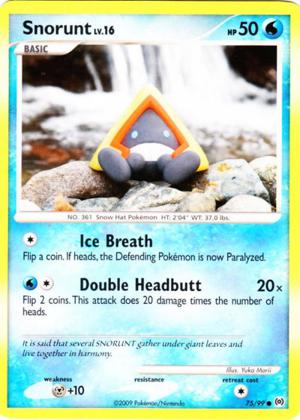 Snorunt LV.16
HP 50
BASIC
NO. 361 Snow Hat Pokémon HT: 2'04" WT: 37.0 lbs.
Ice Breath
Flip a coin. If heads, the Defending Pokémon is now Paralyzed.
Double Headbutt 20x
Flip 2 coins. This attack does 20 damage times the number of
heads.
It is said that several SNORUNT gather under giant leaves and
live together in harmony.
Illus. Yuka Morii
weakness resistance retreat cost
+10
75/99
©2009 Pokémon/Nintendo